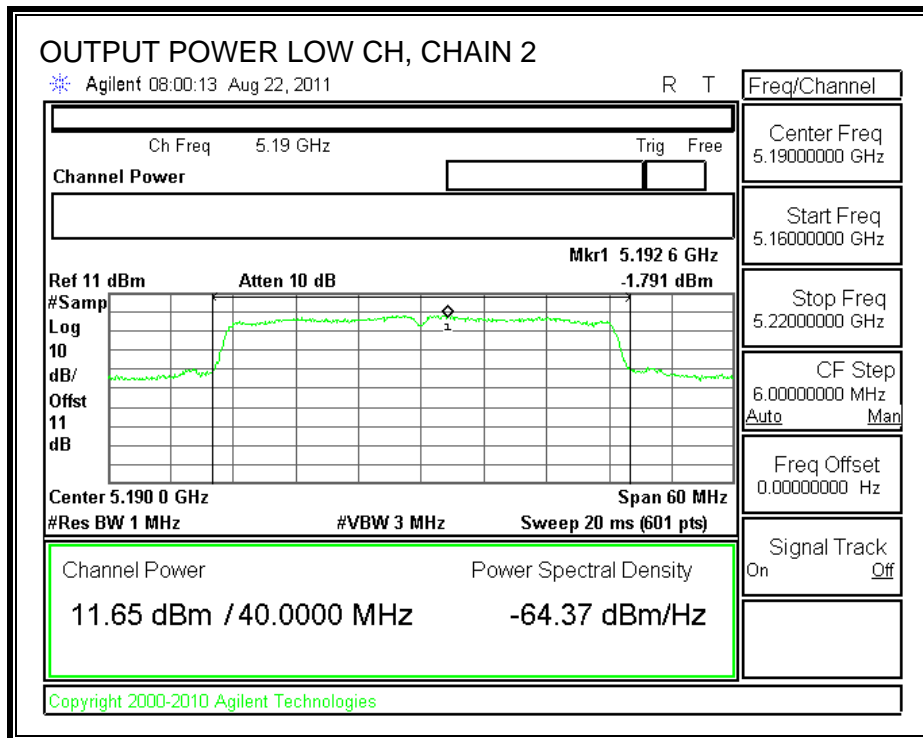 OUTPUT POWER LOW CH, CHAIN 2
Agilent 08:00:13 Aug 22, 2011 R T
Freq/Channel
Ch Freq 5.19 GHz Trig Free
Channel Power
Center Freq
5.19000000 GHz
Start Freq
5.16000000 GHz
Mkr1 5.192 6 GHz
Ref 11 dBm Atten 10 dB -1.791 dBm
#Samp
Log
10
dB/
Offst
11
dB
1
Stop Freq
5.22000000 GHz
CF Step
6.00000000 MHz
Auto Man
Center 5.190 0 GHz Span 60 MHz
#Res BW 1 MHz #VBW 3 MHz Sweep 20 ms (601 pts)
Freq Offset
0.00000000 Hz
Signal Track
On Off
Channel Power Power Spectral Density
11.65 dBm / 40.0000 MHz -64.37 dBm/Hz
Copyright 2000-2010 Agilent Technologies